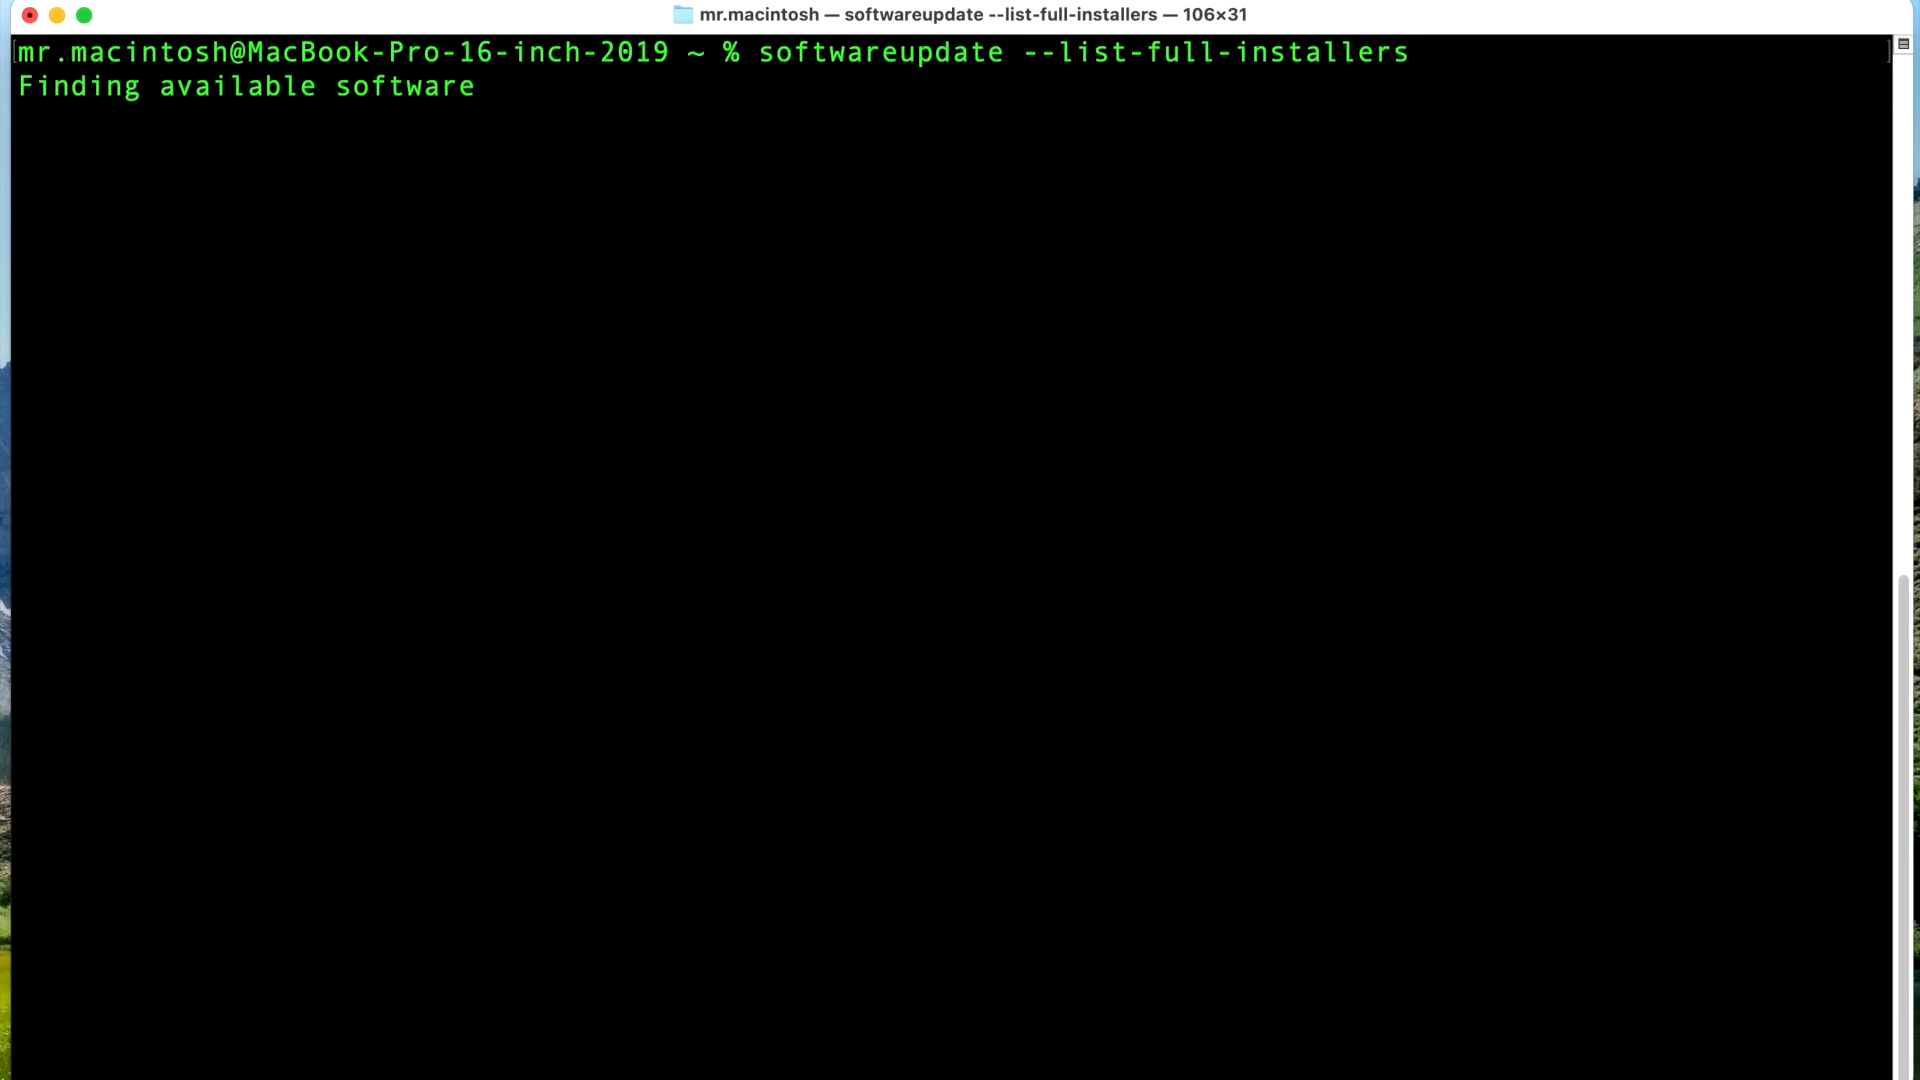 mr.macintosh — softwareupdate --list-full-installers — 106×31
mr.macintosh@MacBook-Pro-16-inch-2019 ~ % softwareupdate --list-full-installers
Finding available software